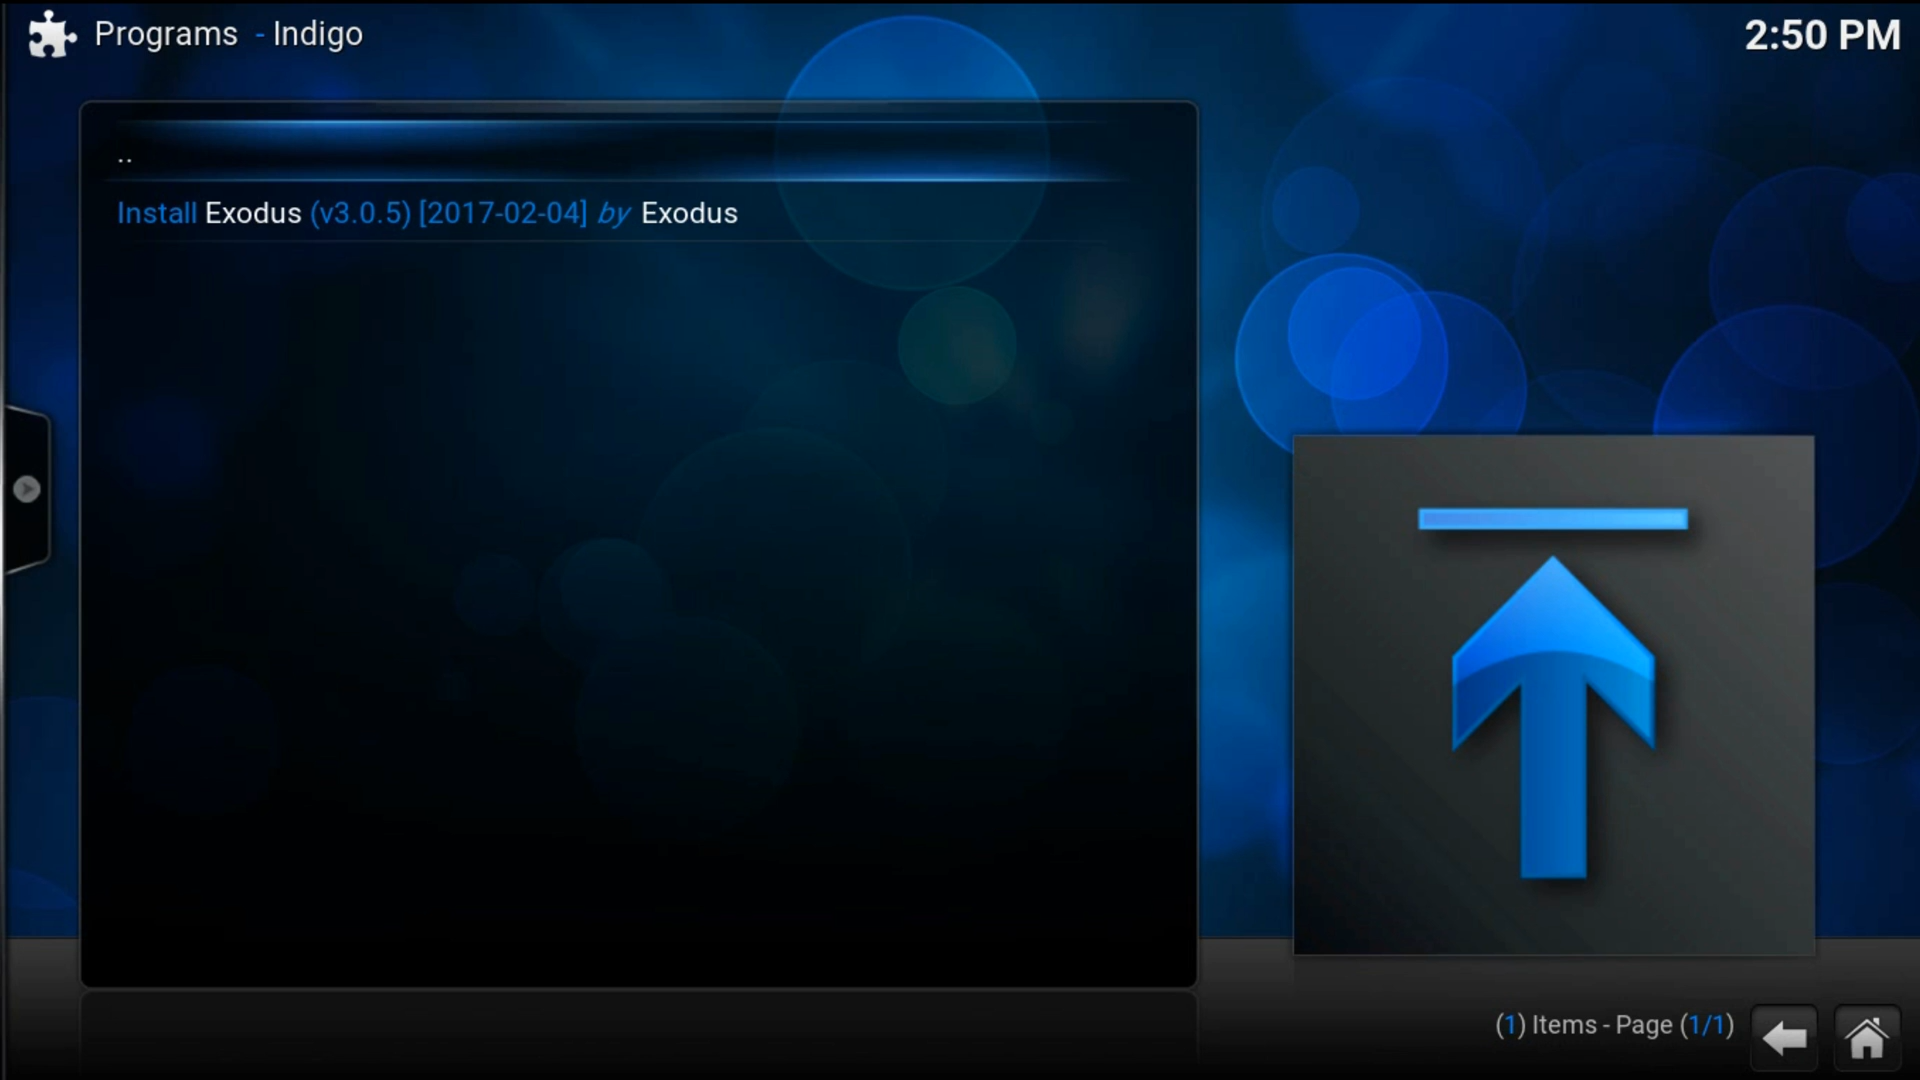 Programs - Indigo
2:50 PM
..
Install Exodus (v3.0.5) [2017-02-04] by Exodus
(1) Items - Page (1/1)